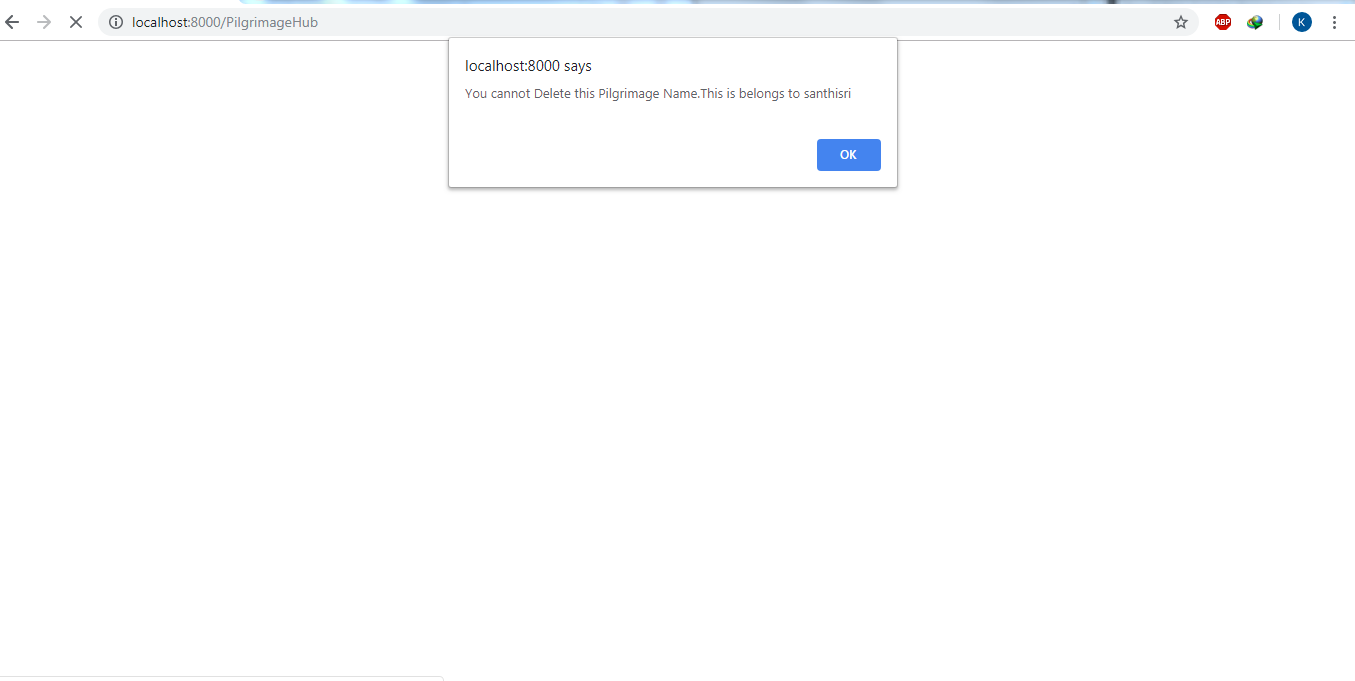 localhost:8000/PilgrimageHub
ABP
K
localhost:8000 says
You cannot Delete this Pilgrimage Name.This is belongs to santhisri
OK